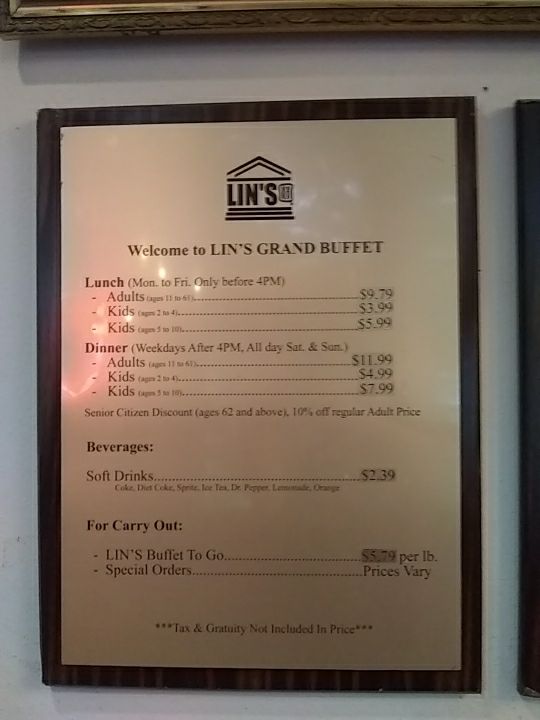 LIN'S
Welcome to LIN'S GRAND BUFFET
Lunch (Mon. to Fri. Only before 4PM)
- Adults (ages 11 to 61)........................................$9.79
- Kids (ages 2 to 4)........................................$3.99
- Kids (ages 5 to 10)........................................$5.99
Dinner (Weekdays After 4PM, All day Sat. & Sun.)
- Adults (ages 11 to 61)........................................$11.99
- Kids (ages 2 to 4)........................................$4.99
- Kids (ages 5 to 10)........................................$7.99
Senior Citizen Discount (ages 62 and above), 10% off regular Adult Price
Beverages:
Soft Drinks........................................$2.39
Coke, Diet Coke, Sprite, Ice Tea, Dr. Pepper, Lemonade, Orange
For Carry Out:
- LIN'S Buffet To Go..............................$5.79 per lb.
- Special Orders..............................Prices Vary
***Tax & Gratuity Not Included In Price***